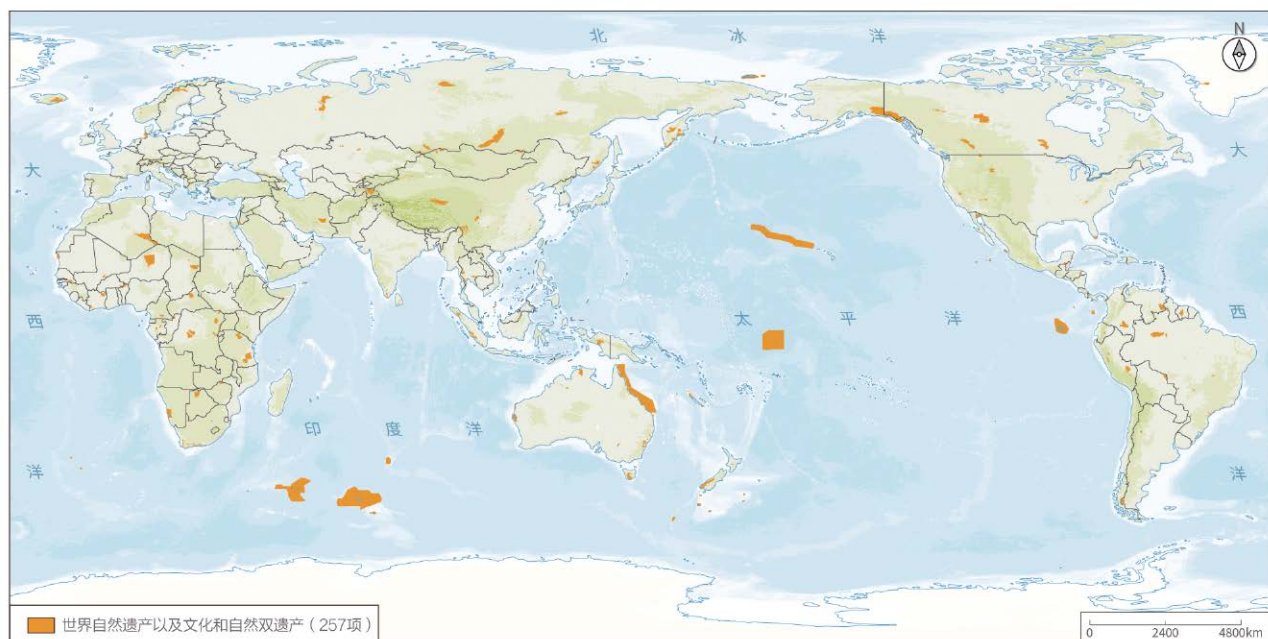 北 冰 洋
N
大 西 洋
印 度 洋
太 平 洋
大 西 洋
世界自然遗产以及文化和自然双遗产（257项）
0 2400 4800km